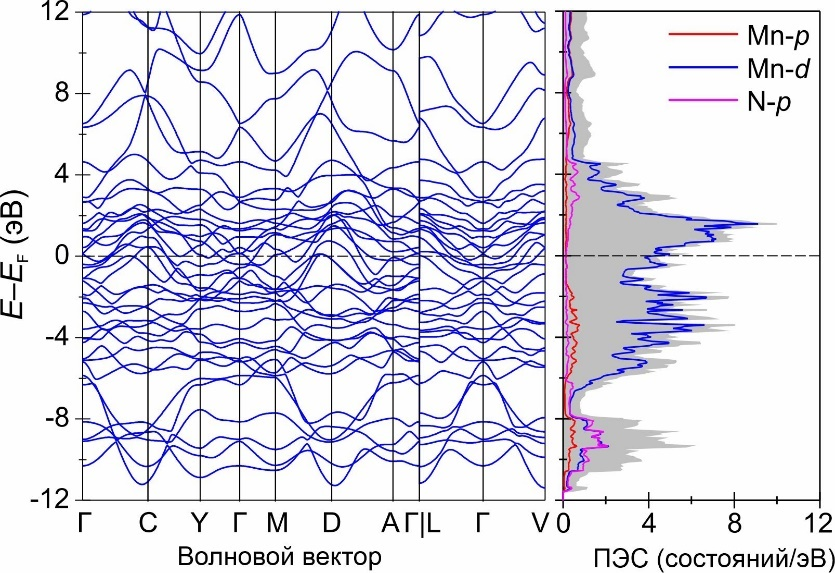 12
8
4
0
-4
-8
-12
E–E_F (эВ)
Γ C Y Γ M D A Γ|L Γ V
Волновой вектор
Mn-p
Mn-d
N-p
0 4 8 12
ПЭС (состояний/эВ)